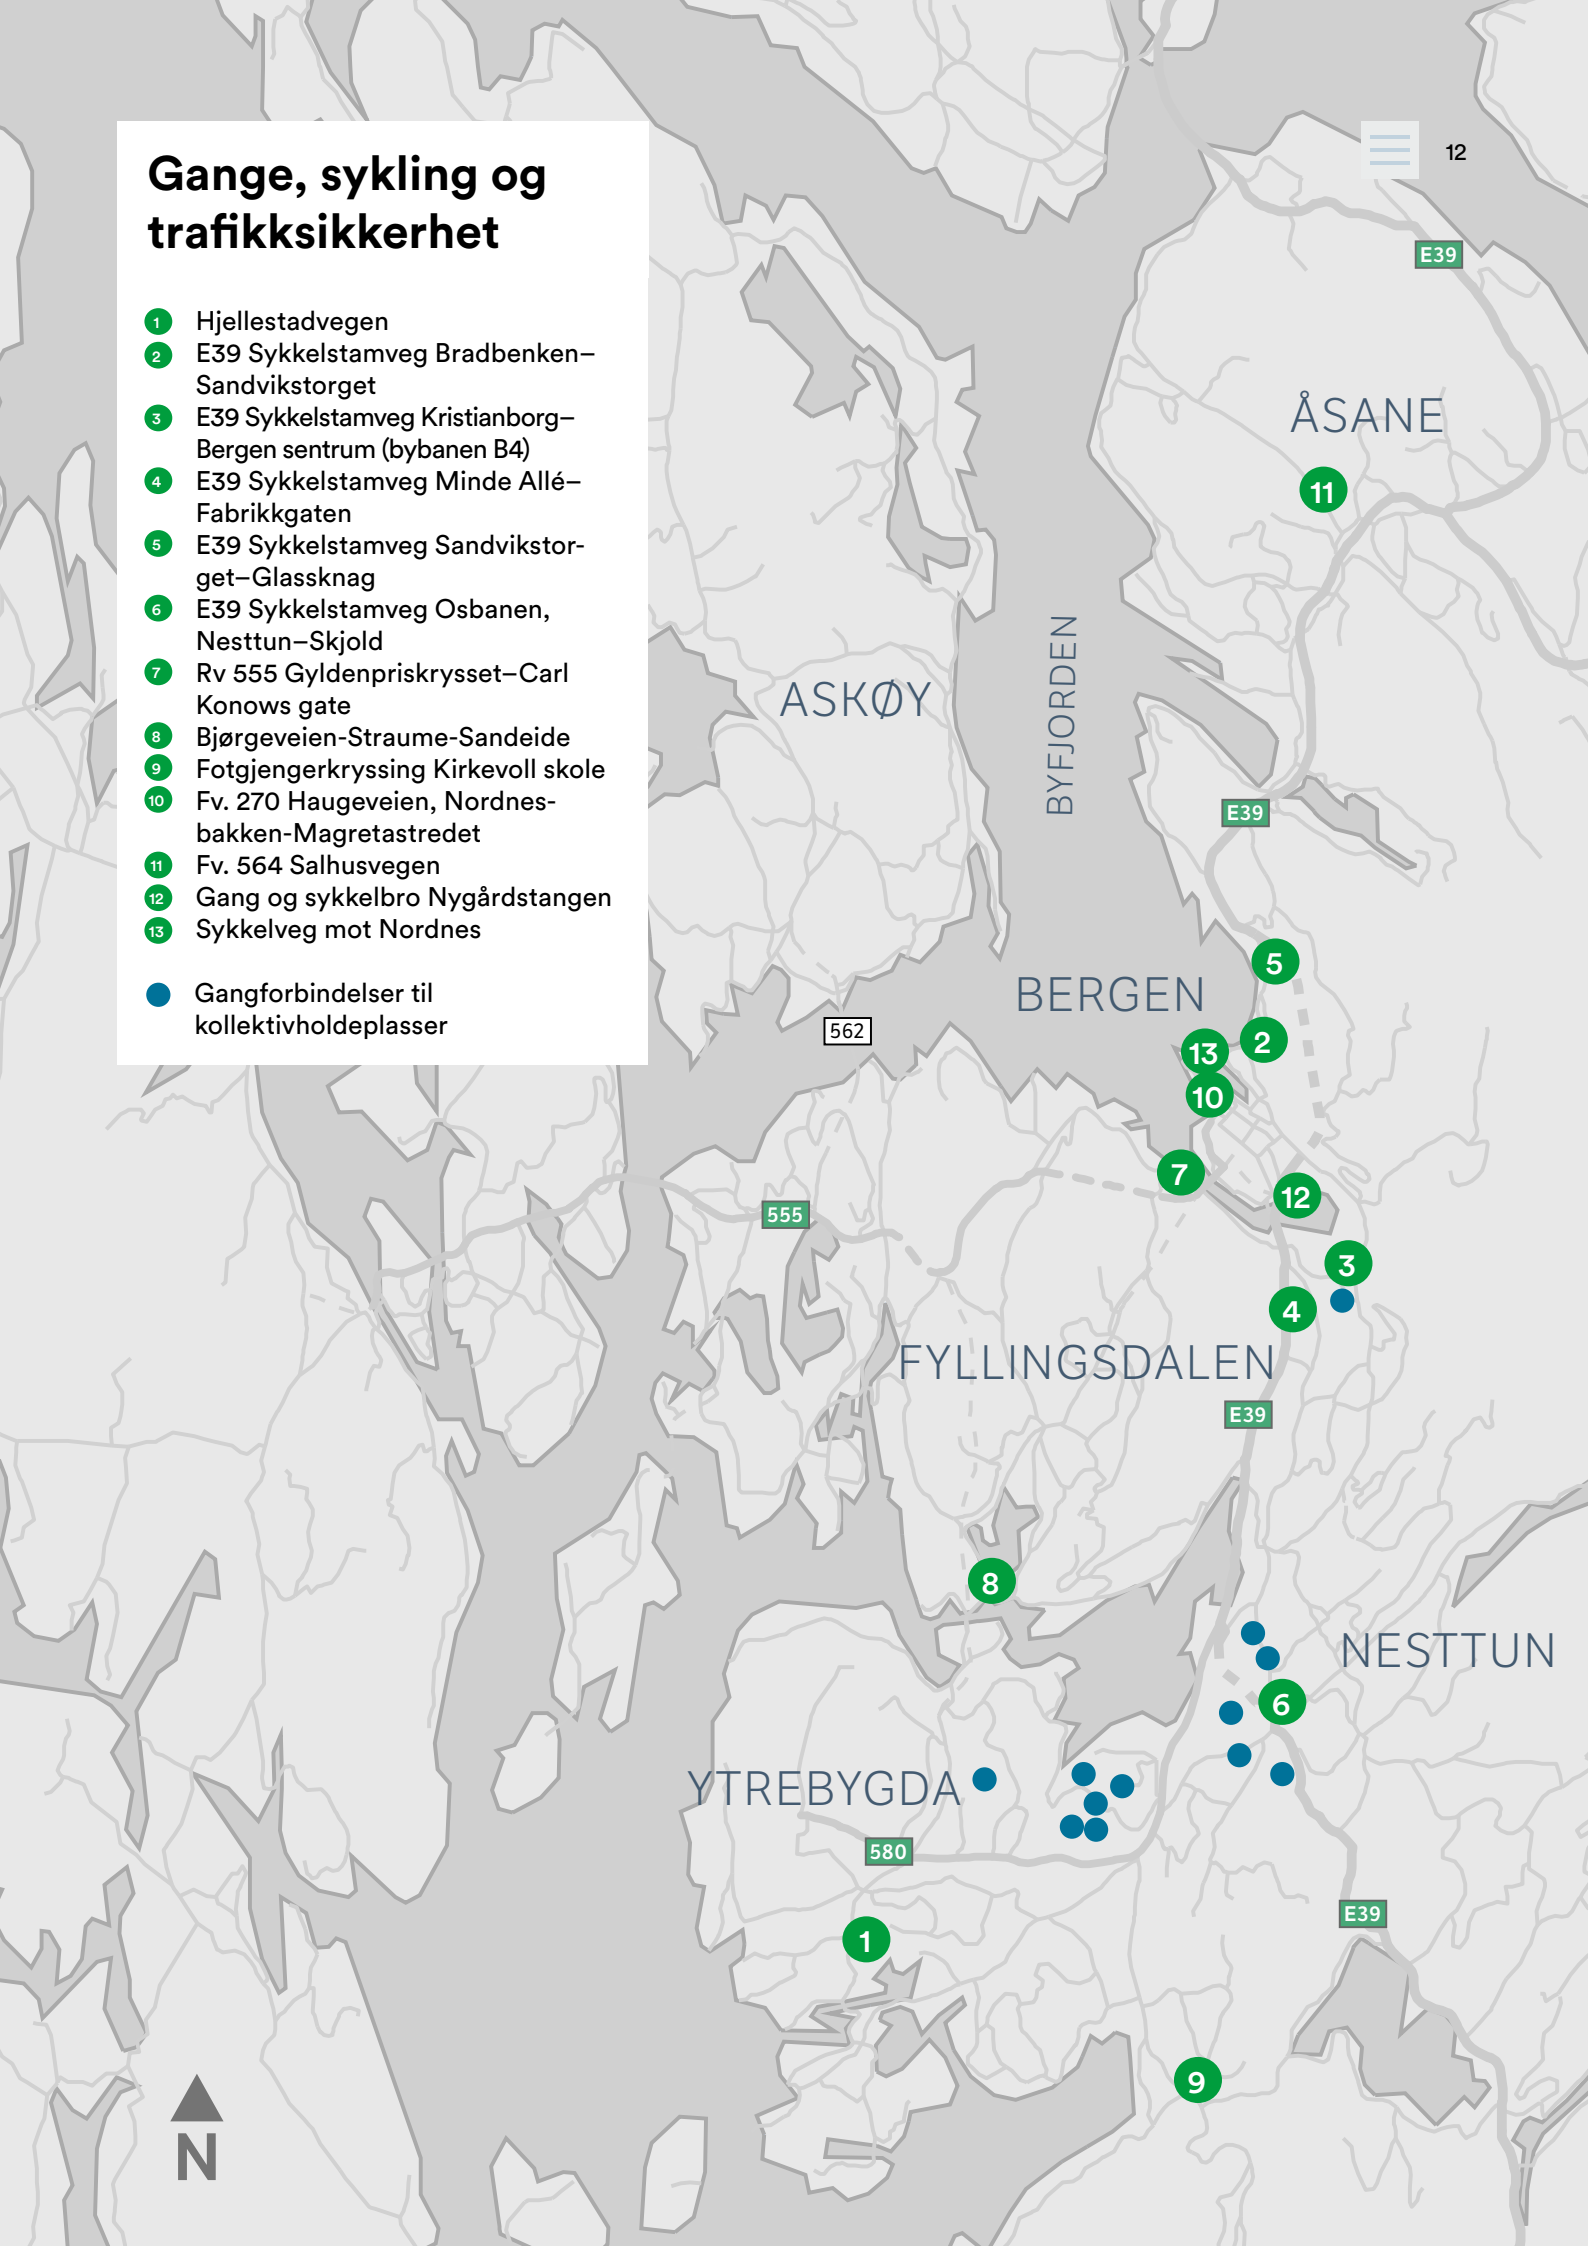 12
Gange, sykling og
trafikksikkerhet
1 Hjellestadvegen
2 E39 Sykkelstamveg Bradbenken–
Sandvikstorget
3 E39 Sykkelstamveg Kristianborg–
Bergen sentrum (bybanen B4)
4 E39 Sykkelstamveg Minde Allé–
Fabrikkgaten
5 E39 Sykkelstamveg Sandvikstor-
get–Glassknag
6 E39 Sykkelstamveg Osbanen,
Nesttun–Skjold
7 Rv 555 Gyldenpriskrysset–Carl
Konows gate
8 Bjørgeveien-Straume-Sandeide
9 Fotgjengerkryssing Kirkevoll skole
10 Fv. 270 Haugeveien, Nordnes-
bakken-Magretastredet
11 Fv. 564 Salhusvegen
12 Gang og sykkelbro Nygårdstangen
13 Sykkelveg mot Nordnes
Gangforbindelser til
kollektivholdeplasser
E39
ÅSANE
11
ASKØY
BYFJORDEN
E39
5
BERGEN
562
2
13
10
7
12
555
3
4
FYLLINGSDALEN
E39
8
NESTTUN
6
YTREBYGDA
580
E39
1
9
N